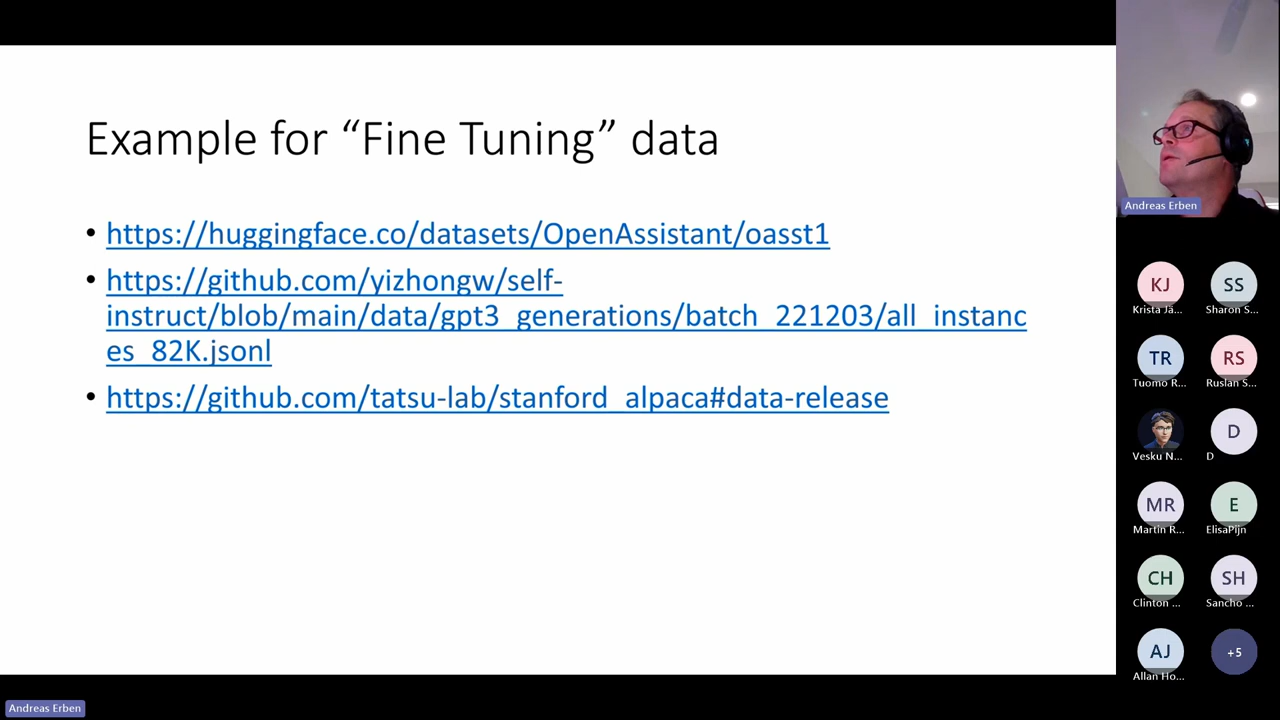 Example for “Fine Tuning” data
• https://huggingface.co/datasets/OpenAssistant/oasst1
• https://github.com/yizhongw/self-
instruct/blob/main/data/gpt3_generations/batch_221203/all_instanc
es_82K.jsonl
• https://github.com/tatsu-lab/stanford_alpaca#data-release
Andreas Erben
KJ
SS
Krista Jä...
Sharon S...
TR
RS
Tuomo R...
Ruslan S...
D
Vesku N...
D
MR
E
Martin R...
ElisaPijn
CH
SH
Clinton ...
Sancho ...
AJ
+5
Allan Ho...
Andreas Erben